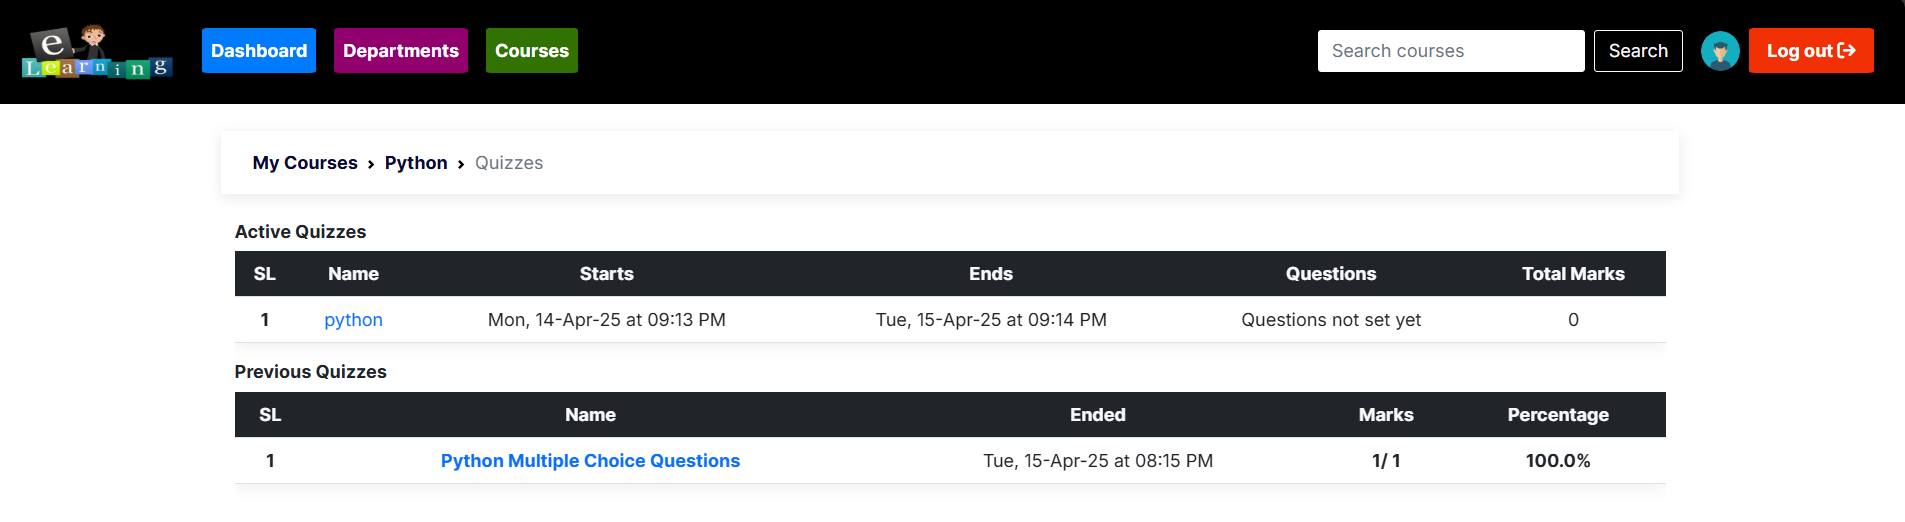 e Learning
Dashboard Departments Courses Search courses Search Log out
My Courses > Python > Quizzes
Active Quizzes
SL Name Starts Ends Questions Total Marks
1 python Mon, 14-Apr-25 at 09:13 PM Tue, 15-Apr-25 at 09:14 PM Questions not set yet 0
Previous Quizzes
SL Name Ended Marks Percentage
1 Python Multiple Choice Questions Tue, 15-Apr-25 at 08:15 PM 1/ 1 100.0%